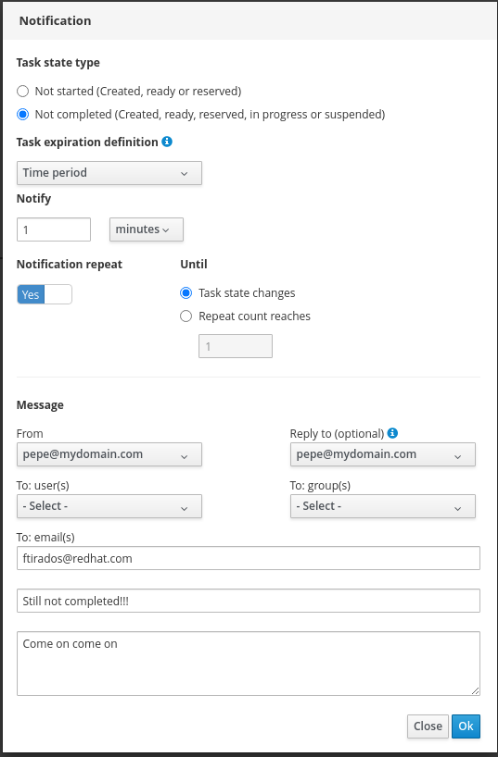 Notification
Task state type
Not started (Created, ready or reserved)
Not completed (Created, ready, reserved, in progress or suspended)
Task expiration definition
Time period
Notify
1 minutes
Notification repeat Until
Yes Task state changes
Repeat count reaches
1
Message
From Reply to (optional)
pepe@mydomain.com pepe@mydomain.com
To: user(s) To: group(s)
- Select - - Select -
To: email(s)
ftirados@redhat.com
Still not completed!!!
Come on come on
Close Ok